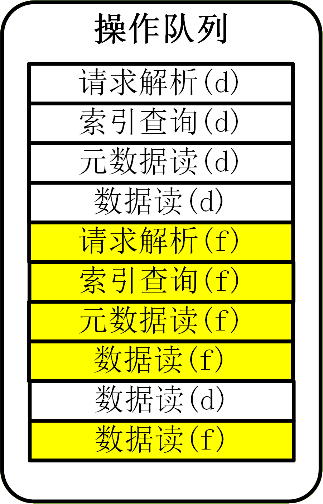 操作队列
请求解析(d)
索引查询(d)
元数据读(d)
数据读(d)
请求解析(f)
索引查询(f)
元数据读(f)
数据读(f)
数据读(d)
数据读(f)